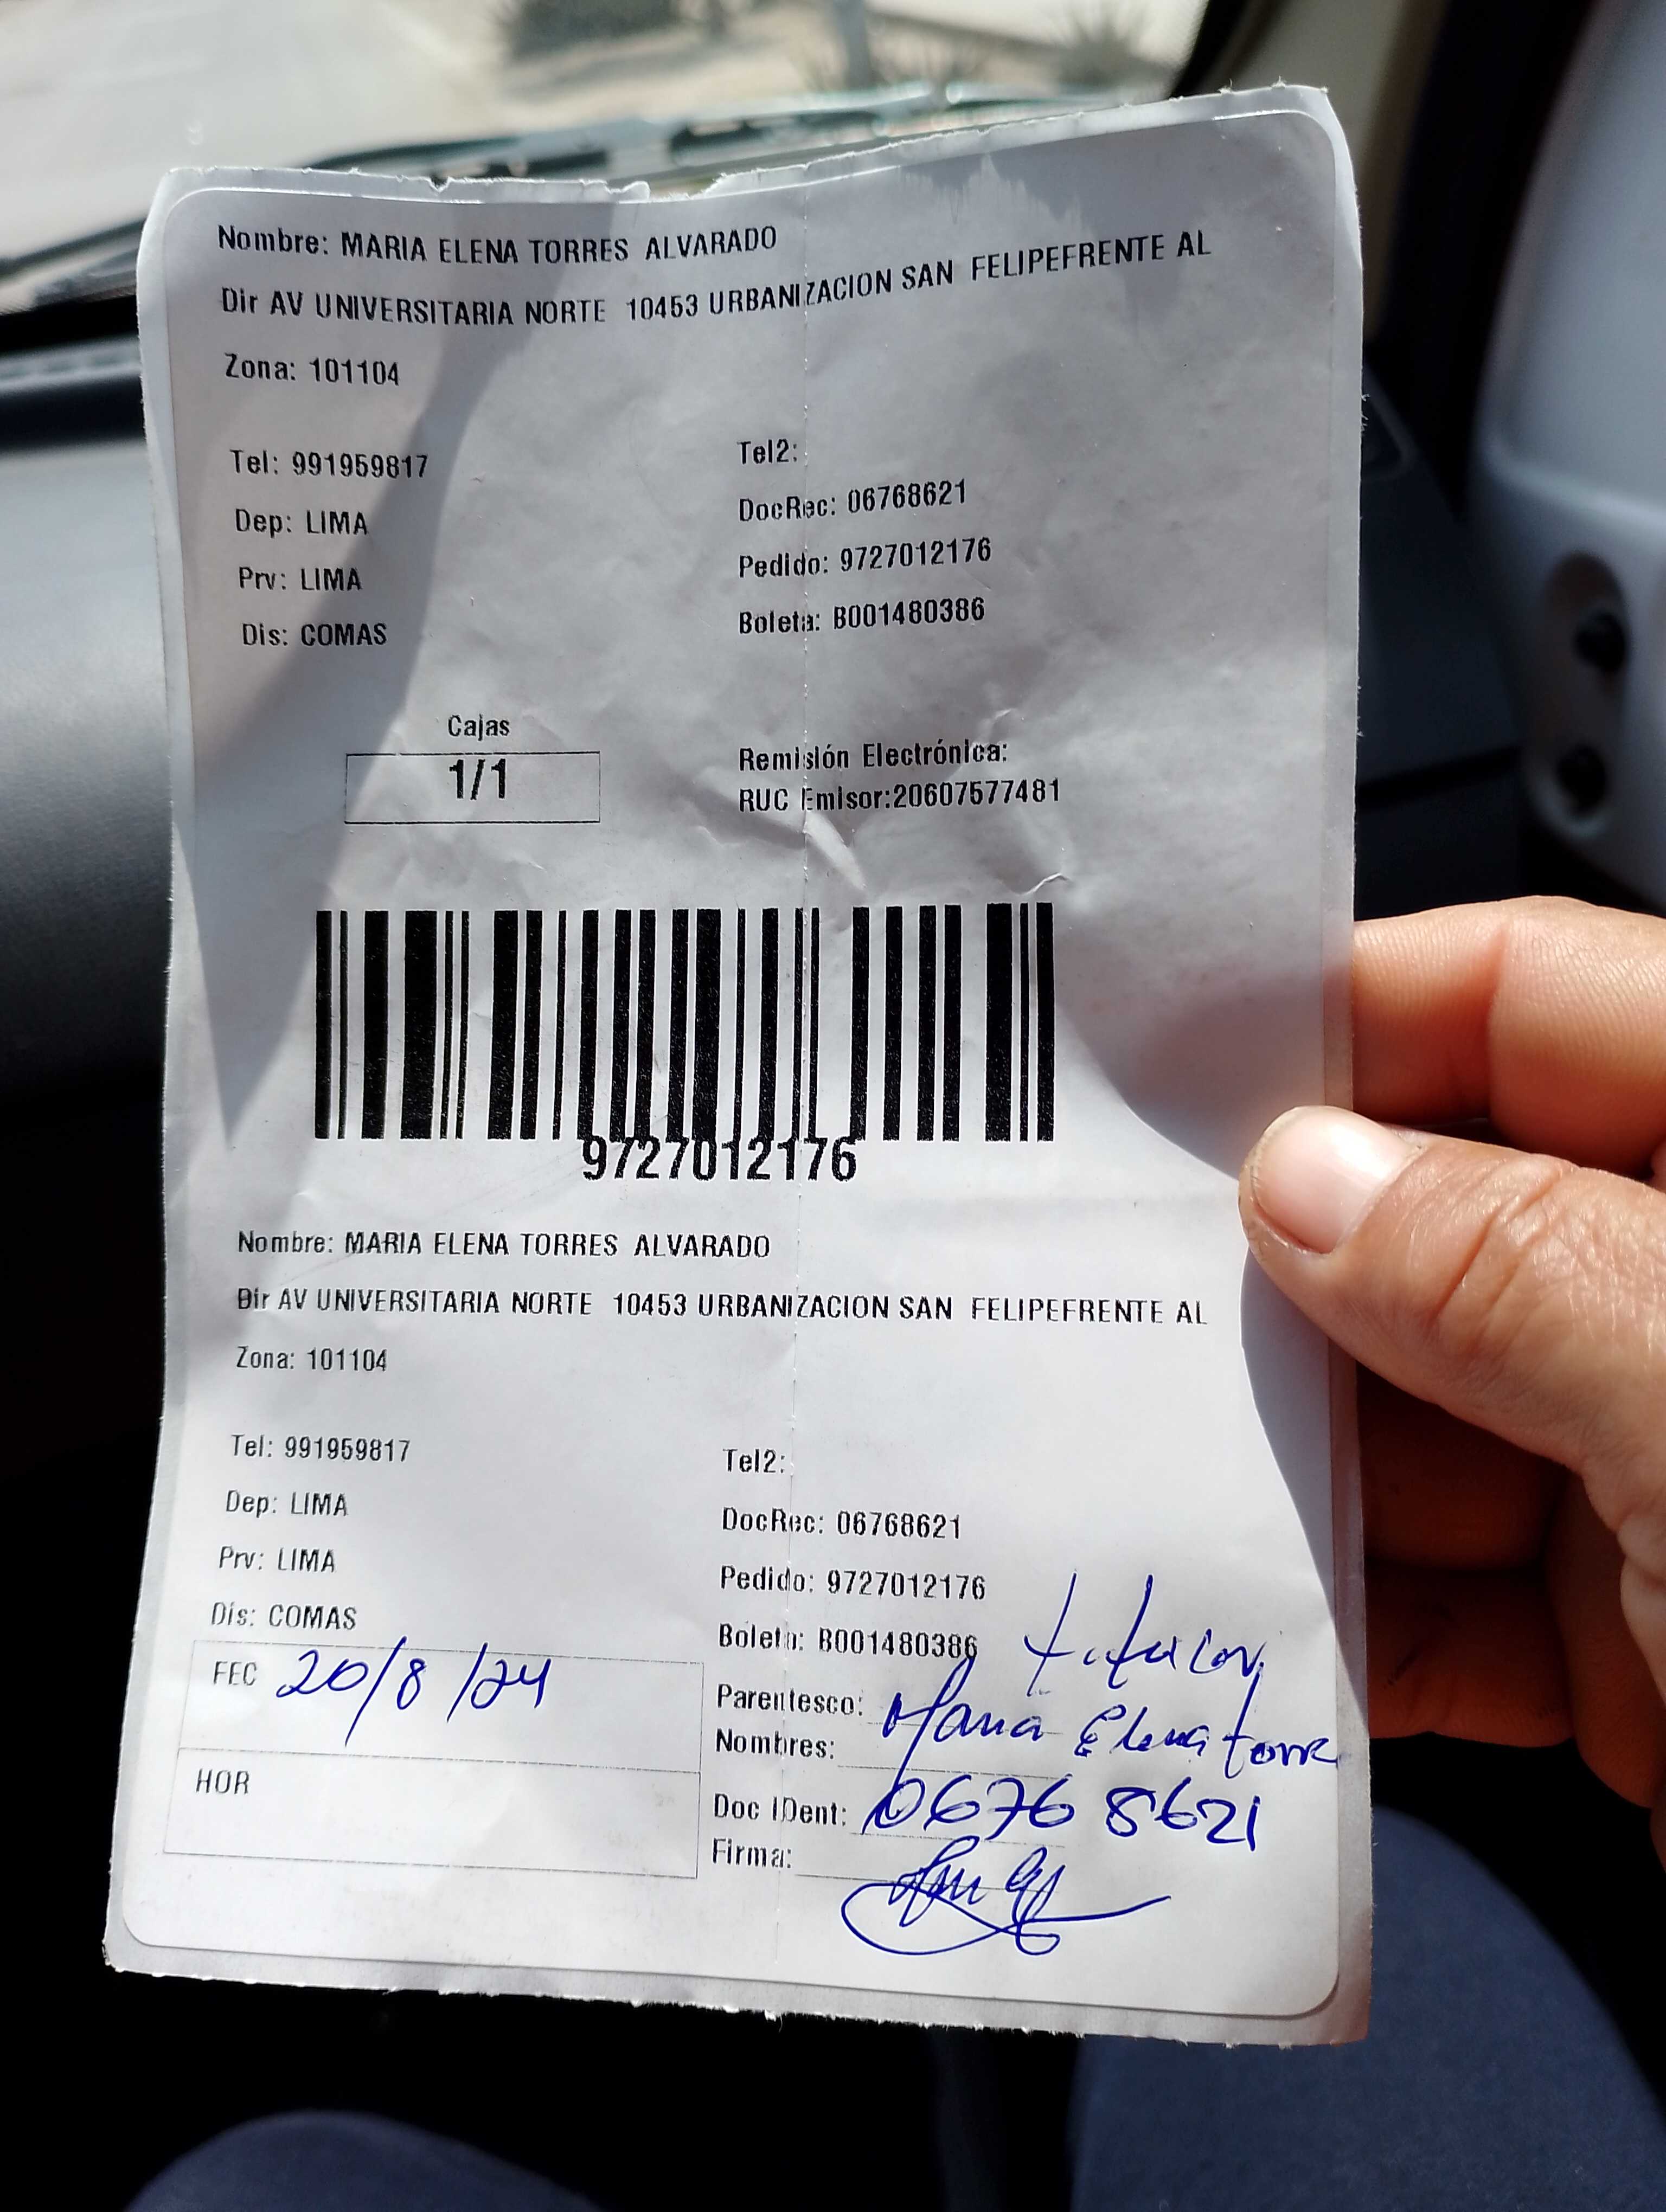 Nombre: MARIA ELENA TORRES ALVARADO
Dir AV UNIVERSITARIA NORTE 10453 URBANIZACION SAN FELIPEFRENTE AL
Zona: 101104
Tel: 991959817
Tel2:
Dep: LIMA
DocRec: 06768621
Prv: LIMA
Pedido: 9727012176
Dis: COMAS
Boleta: B001480386
Cajas
1/1
Remisión Electrónica:
RUC Emisor:20607577481
9727012176
Nombre: MARIA ELENA TORRES ALVARADO
Dir AV UNIVERSITARIA NORTE 10453 URBANIZACION SAN FELIPEFRENTE AL
Zona: 101104
Tel: 991959817
Tel2:
Dep: LIMA
DocRec: 06768621
Prv: LIMA
Pedido: 9727012176
Dis: COMAS
Boleta: B001480386
titular
FEC 20/8/24
Parentesco:
Nombres: Maria Elena torre
HOR
Doc IDent: 06768621
Firma: